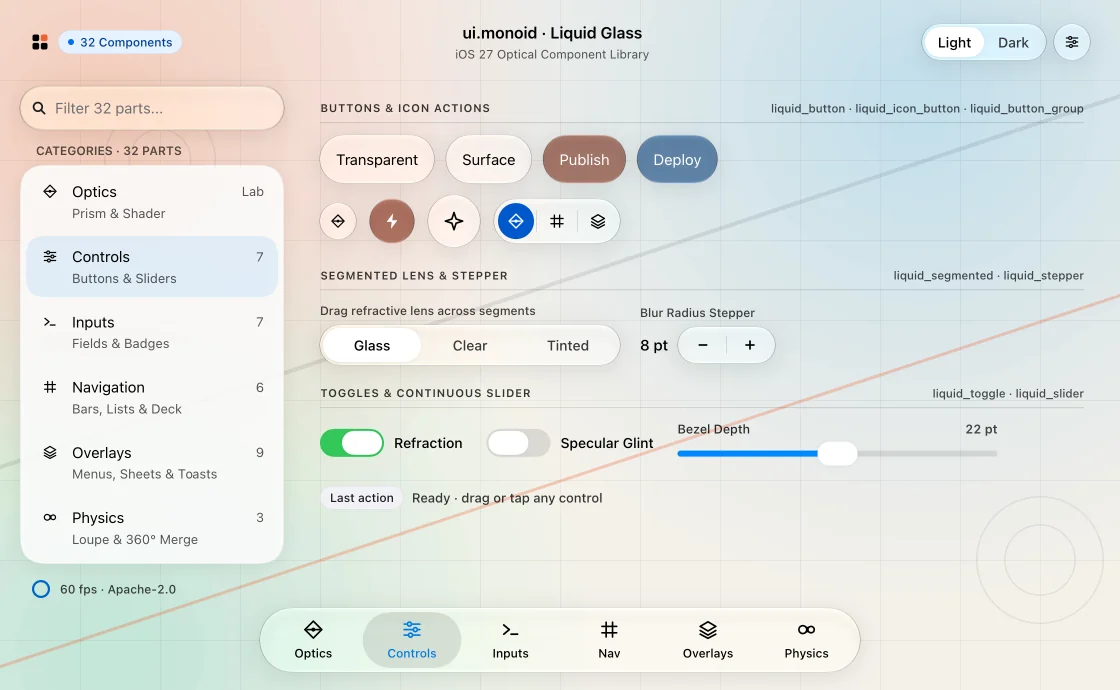 32 Components
ui.monoid · Liquid Glass
iOS 27 Optical Component Library
Light Dark
Filter 32 parts...
CATEGORIES · 32 PARTS
Optics Lab
Prism & Shader
Controls 7
Buttons & Sliders
Inputs 7
Fields & Badges
Navigation 6
Bars, Lists & Deck
Overlays 9
Menus, Sheets & Toasts
Physics 3
Loupe & 360° Merge
60 fps · Apache-2.0
BUTTONS & ICON ACTIONS liquid_button · liquid_icon_button · liquid_button_group
Transparent Surface Publish Deploy
SEGMENTED LENS & STEPPER liquid_segmented · liquid_stepper
Drag refractive lens across segments
Glass Clear Tinted
Blur Radius Stepper
8 pt − +
TOGGLES & CONTINUOUS SLIDER liquid_toggle · liquid_slider
Refraction Specular Glint
Bezel Depth 22 pt
Last action Ready · drag or tap any control
Optics Controls Inputs Nav Overlays Physics